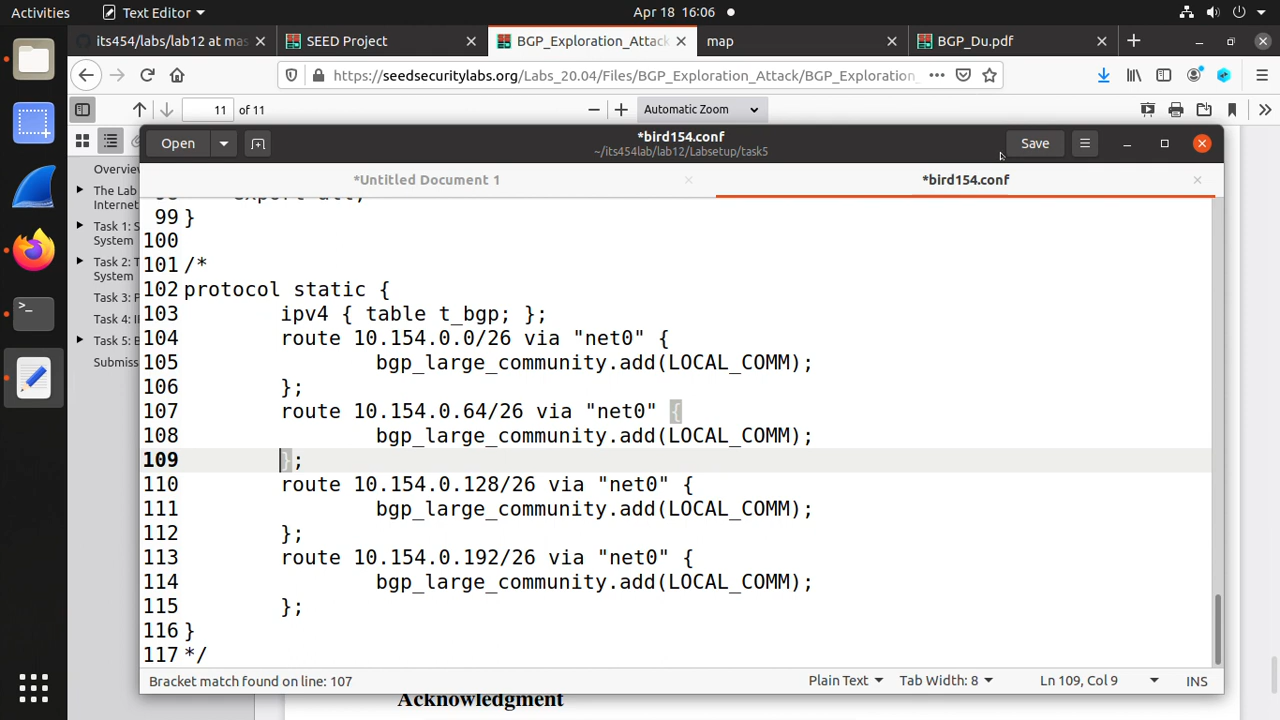 Activities
Text Editor
Apr 18 16:06
its454/labs/lab12 at mas
SEED Project
BGP_Exploration_Attack
map
BGP_Du.pdf
https://seedsecuritylabs.org/Labs_20.04/Files/BGP_Exploration_Attack/BGP_Exploration_
11 of 11
Automatic Zoom
Overview
The Lab
Internet
Task 1: S
System
Task 2: T
System
Task 3: P
Task 4: IP
Task 5: B
Submiss
Open
*bird154.conf
~/its454lab/lab12/Labsetup/task5
Save
*Untitled Document 1
*bird154.conf
98 export all;
99 }
100
101 /*
102 protocol static {
103 ipv4 { table t_bgp; };
104 route 10.154.0.0/26 via "net0" {
105 bgp_large_community.add(LOCAL_COMM);
106 };
107 route 10.154.0.64/26 via "net0" {
108 bgp_large_community.add(LOCAL_COMM);
109 };
110 route 10.154.0.128/26 via "net0" {
111 bgp_large_community.add(LOCAL_COMM);
112 };
113 route 10.154.0.192/26 via "net0" {
114 bgp_large_community.add(LOCAL_COMM);
115 };
116 }
117 */
Bracket match found on line: 107
Plain Text
Tab Width: 8
Ln 109, Col 9
INS
Acknowledgment